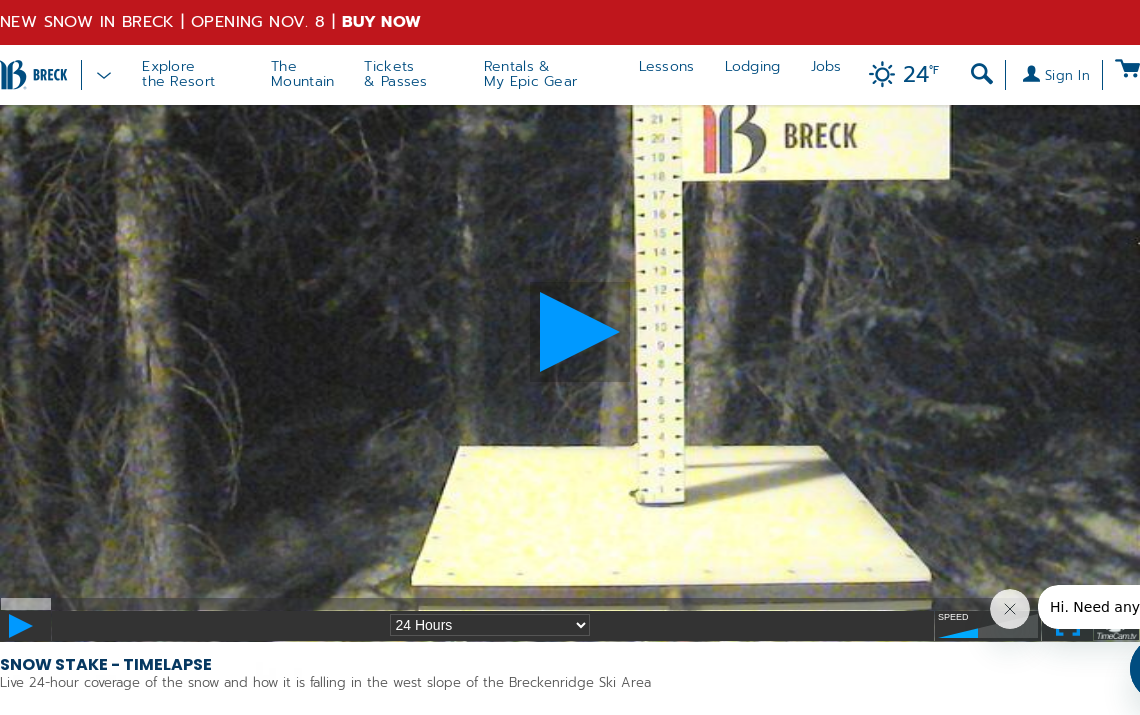 NEW SNOW IN BRECK | OPENING NOV. 8 | BUY NOW
BRECK
Explore
the Resort
The
Mountain
Tickets
& Passes
Rentals &
My Epic Gear
Lessons
Lodging
Jobs
24°F
Sign In
BRECK
21
20
19
18
17
16
15
14
13
12
11
10
9
8
7
6
5
4
3
2
1
24 Hours
SPEED
Hi. Need any
TimeCam.tv
SNOW STAKE - TIMELAPSE
Live 24-hour coverage of the snow and how it is falling in the west slope of the Breckenridge Ski Area